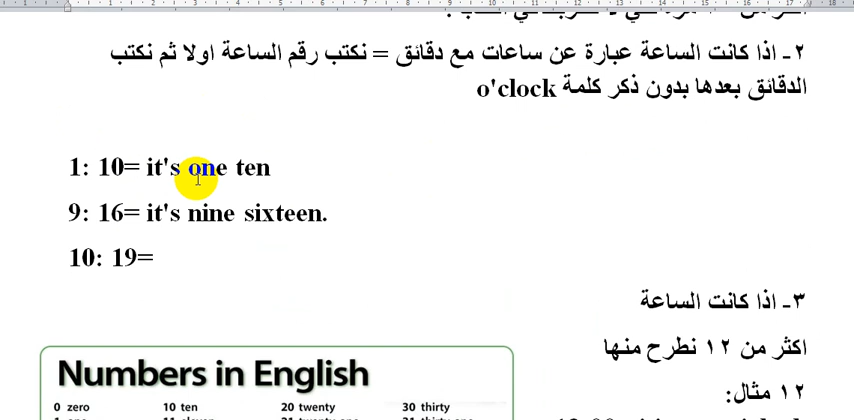 ٢- اذا كانت الساعة عبارة عن ساعات مع دقائق = نكتب رقم الساعة اولا ثم نكتب
الدقائق بعدها بدون ذكر كلمة o'clock
1: 10= it's one ten
9: 16= it's nine sixteen.
10: 19=
٣- اذا كانت الساعة
اكثر من ١٢ نطرح منها
١٢ مثال:
Numbers in English
0 zero 10 ten 20 twenty 30 thirty